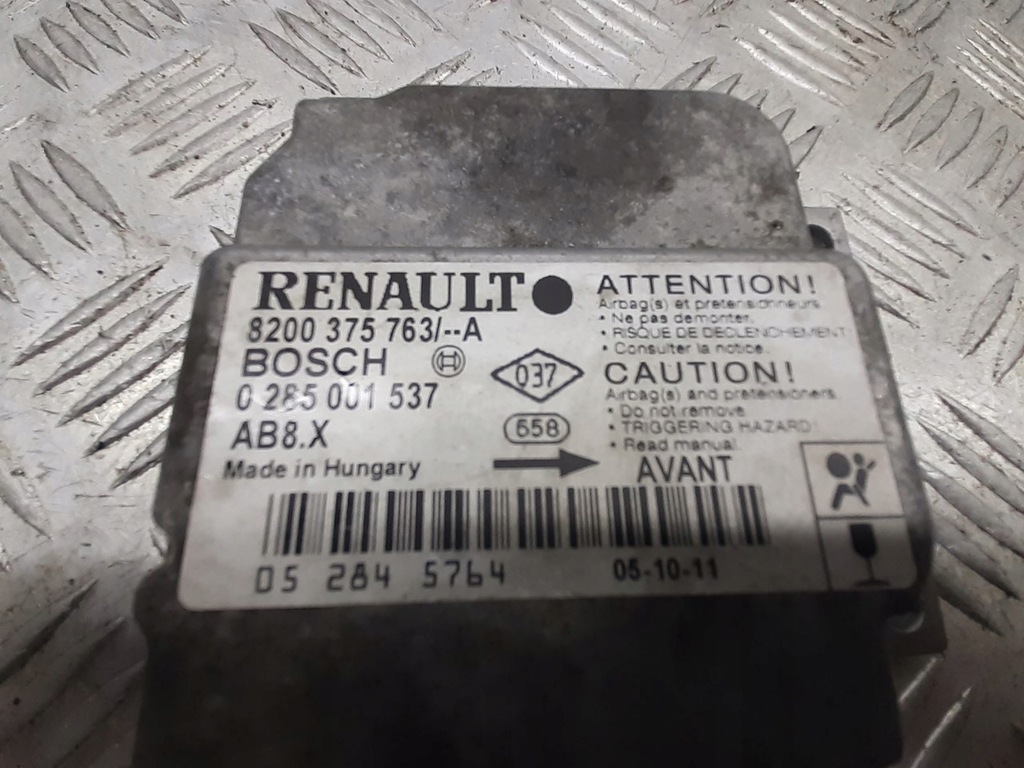 RENAULT
8200 375 763/--A
BOSCH
0 285 001 537
AB8.X
Made in Hungary
037
658
ATTENTION!
Airbag(s) et pretensionneurs
• Ne pas demonter.
• RISQUE DE DECLENCHEMENT
• Consulter la notice.
CAUTION!
Airbag(s) and pretensioners.
• Do not remove
• TRIGGERING HAZARD!
• Read manual.
AVANT
05 284 5764
05-10-11